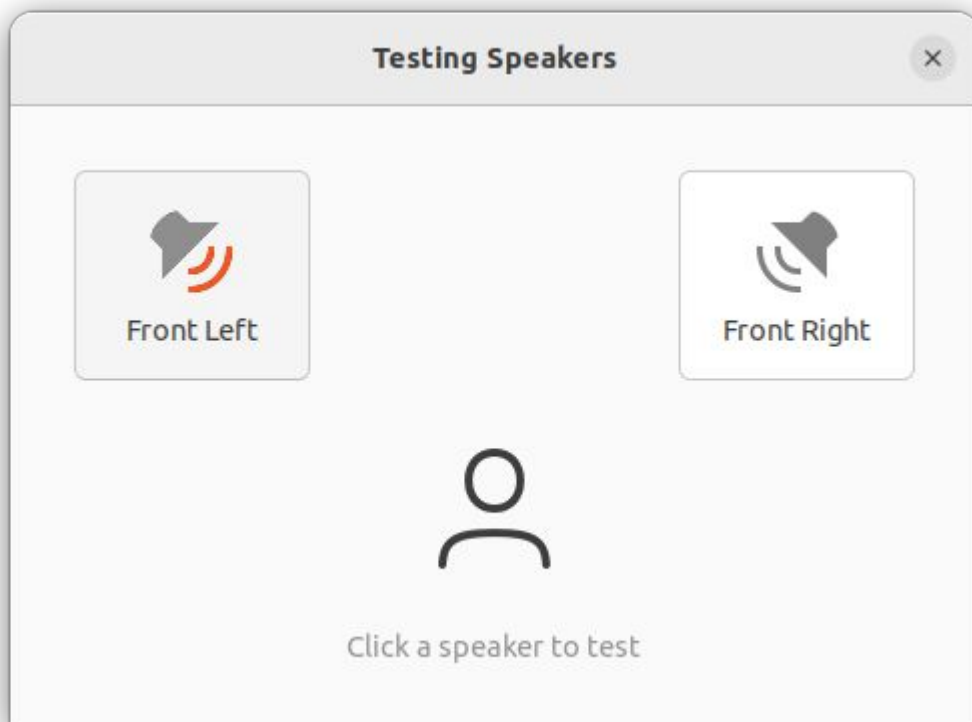 Testing Speakers
Front Left
Front Right
Click a speaker to test